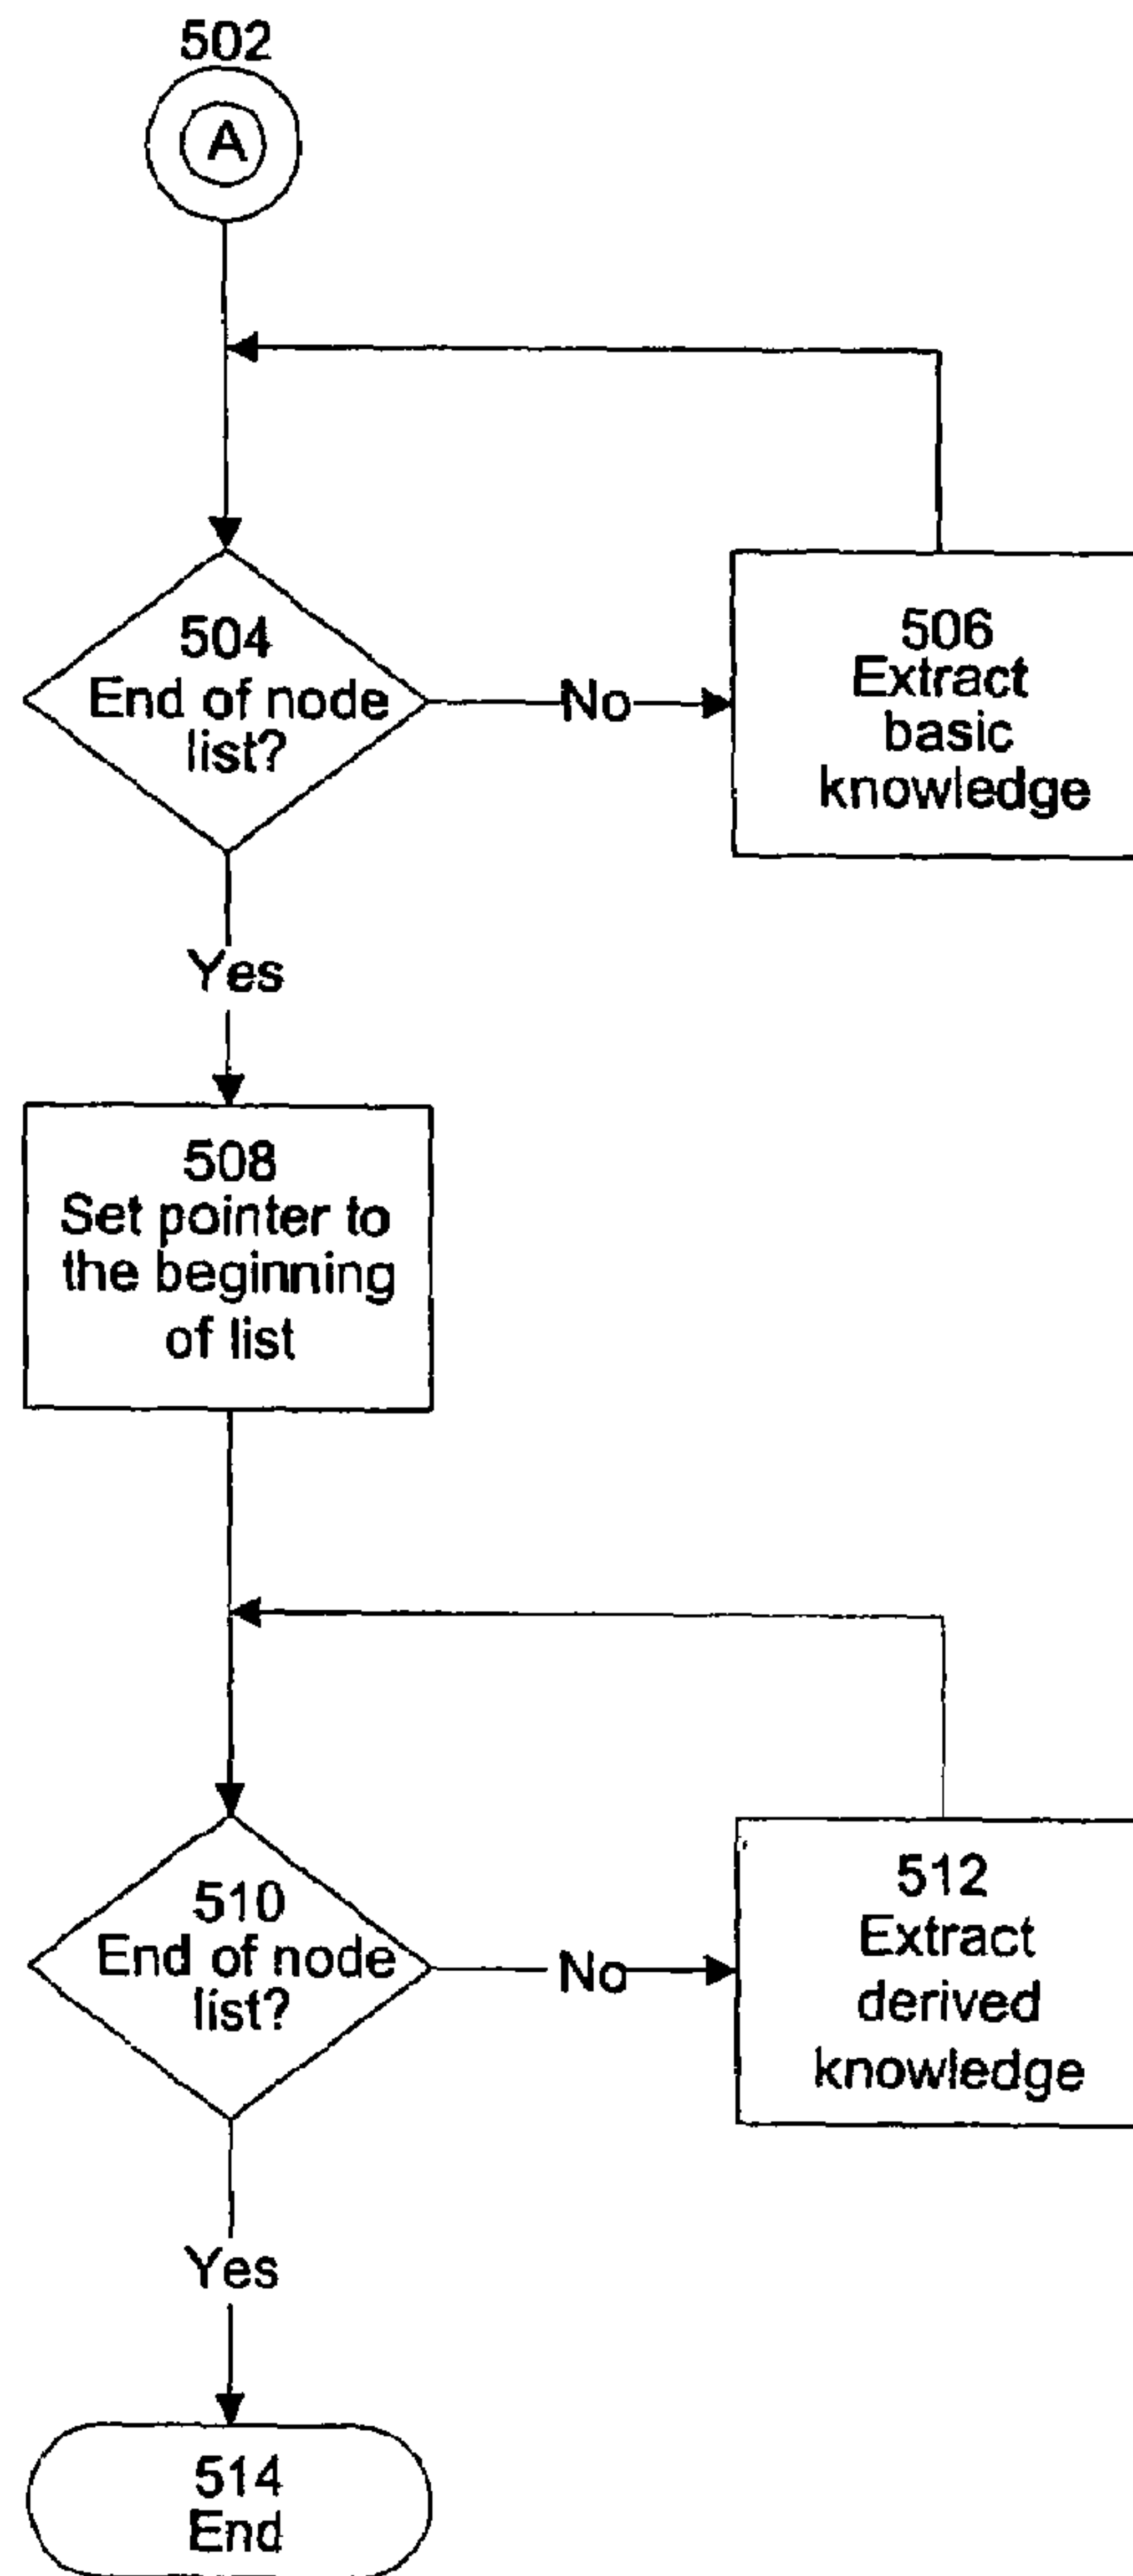 502
A
504
End of node
list?
No
506
Extract
basic
knowledge
Yes
508
Set pointer to
the beginning
of list
510
End of node
list?
No
512
Extract
derived
knowledge
Yes
514
End